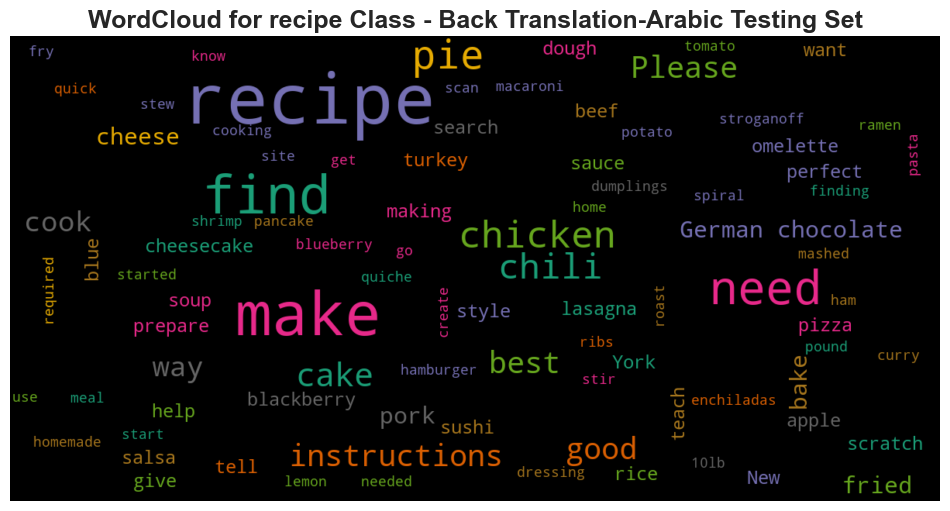 WordCloud for recipe Class - Back Translation-Arabic Testing Set
fry
know
pie
dough
tomato
want
Please
quick
recipe
scan
macaroni
stew
beef
stroganoff
cheese
cooking
search
potato
ramen
omelette
pasta
site
get
turkey
sauce
perfect
find
dumplings
spiral
finding
cook
shrimp
pancake
making
home
chicken
German chocolate
blue
cheesecake
blueberry
go
mashed
required
started
quiche
chili
need
soup
make
create
style
lasagna
roast
ham
prepare
pizza
ribs
pound
way
cake
hamburger
best
York
curry
stir
bake
use
meal
blackberry
teach
enchiladas
help
pork
sushi
apple
homemade
start
scratch
salsa
tell
instructions
good
10lb
give
lemon
needed
dressing
rice
New
fried